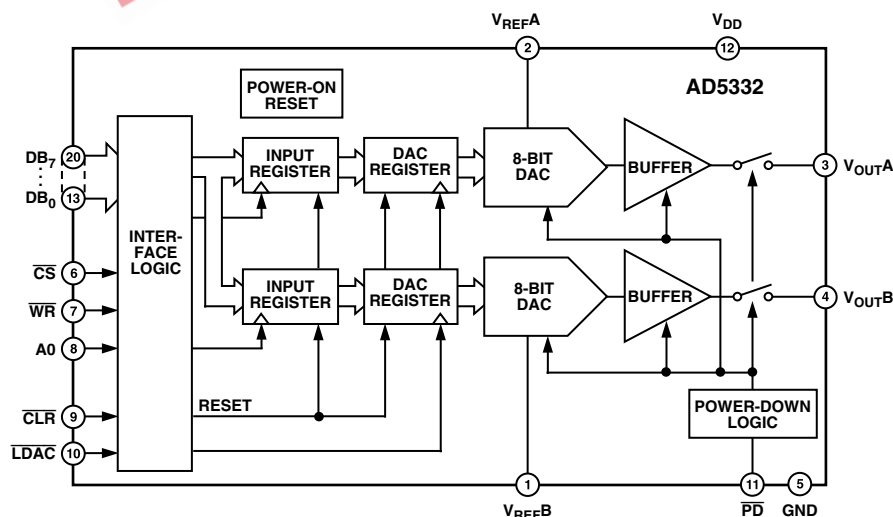 VREFA
VDD
2
12
POWER-ON
RESET
AD5332
DB7
20
DB0
13
INTER-
FACE
LOGIC
INPUT
REGISTER
DAC
REGISTER
8-BIT
DAC
BUFFER
3
VOUTA
CS
6
WR
7
A0
8
INPUT
REGISTER
DAC
REGISTER
8-BIT
DAC
BUFFER
4
VOUTB
CLR
9
RESET
LDAC
10
POWER-DOWN
LOGIC
1
11
5
VREFB
PD
GND